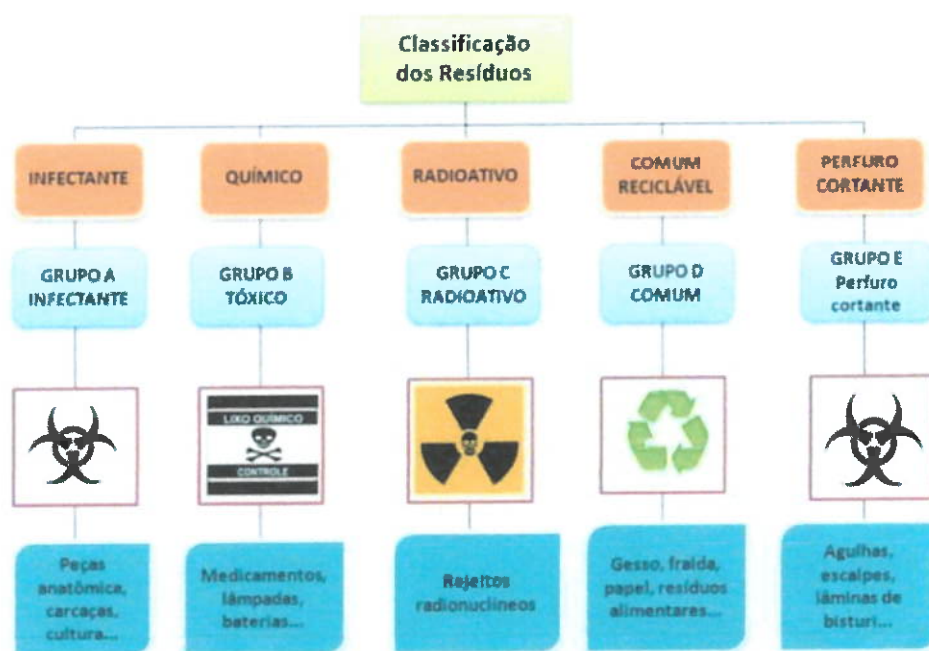 Classificação
dos Resíduos
INFECTANTE
QUÍMICO
RADIOATIVO
COMUM
RECICLÁVEL
PERFURO
CORTANTE
GRUPO A
INFECTANTE
GRUPO B
TÓXICO
GRUPO C
RADIOATIVO
GRUPO D
COMUM
GRUPO E
Perfuro
cortante
LIXO QUÍMICO
CONTROLE
Peças
anatômica,
carcaças,
cultura...
Medicamentos,
lâmpadas,
baterias...
Rejeitos
radionuclíneos
Gesso, fralda,
papel, resíduos
alimentares...
Agulhas,
escalpes,
lâminas de
bisturi...